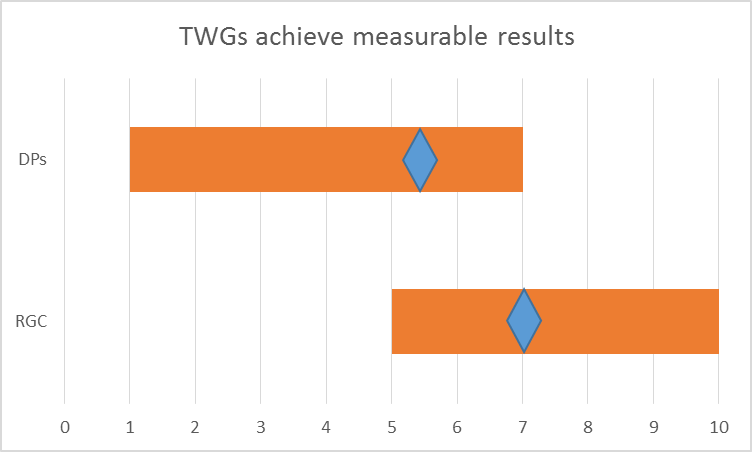 TWGs achieve measurable results
DPs
RGC
0 1 2 3 4 5 6 7 8 9 10